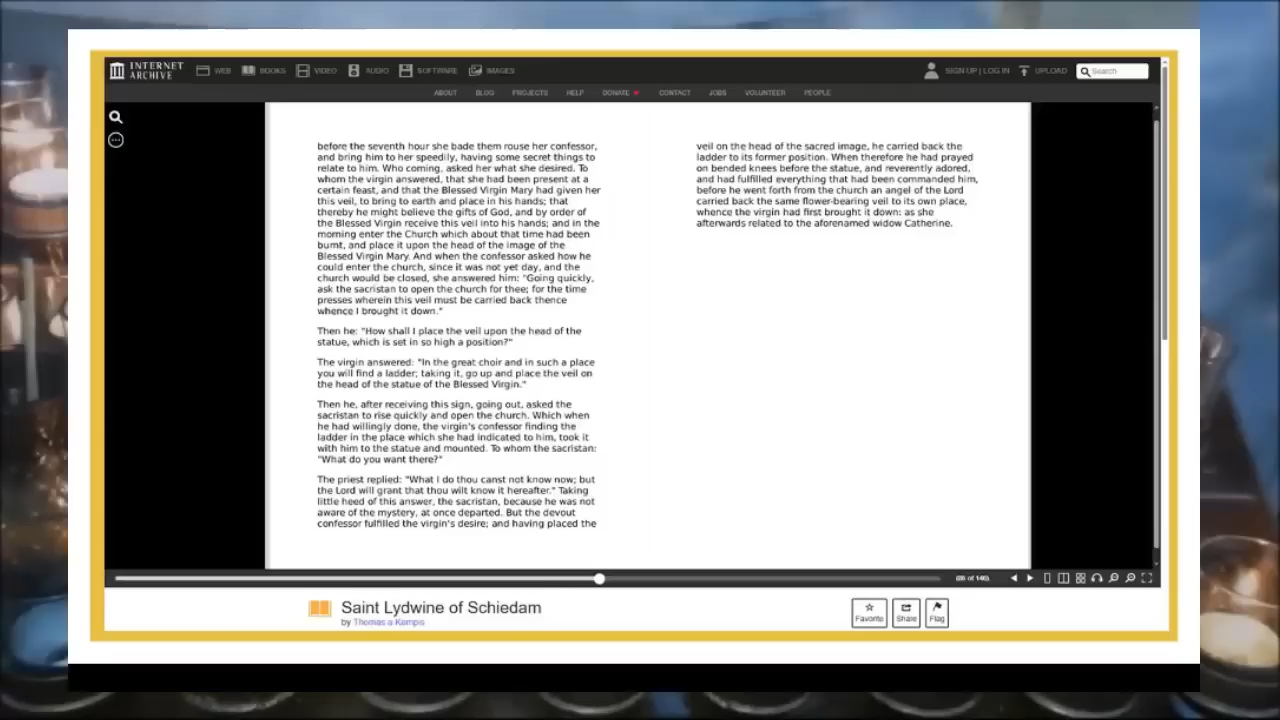 INTERNET
ARCHIVE
WEB
BOOKS
VIDEO
AUDIO
SOFTWARE
IMAGES
SIGN UP | LOG IN
UPLOAD
Search
ABOUT
BLOG
PROJECTS
HELP
DONATE
CONTACT
JOBS
VOLUNTEER
PEOPLE
before the seventh hour she bade them rouse her confessor,
and bring him to her speedily, having some secret things to
relate to him. Who coming, asked her what she desired. To
whom the virgin answered, that she had been present at a
certain feast, and that the Blessed Virgin Mary had given her
this veil, to bring to earth and place in his hands; that
thereby he might believe the gifts of God, and by order of
the Blessed Virgin receive this veil into his hands; and in the
morning enter the Church which about that time had been
burnt, and place it upon the head of the image of the
Blessed Virgin Mary. And when the confessor asked how he
could enter the church, since it was not yet day, and the
church would be closed, she answered him: "Going quickly,
ask the sacristan to open the church for thee; for the time
presses wherein this veil must be carried back thence
whence I brought it down."
Then he: "How shall I place the veil upon the head of the
statue, which is set in so high a position?"
The virgin answered: "In the great choir and in such a place
you will find a ladder; taking it, go up and place the veil on
the head of the statue of the Blessed Virgin."
Then he, after receiving this sign, going out, asked the
sacristan to rise quickly and open the church. Which when
he had willingly done, the virgin's confessor finding the
ladder in the place which she had indicated to him, took it
with him to the statue and mounted. To whom the sacristan:
"What do you want there?"
The priest replied: "What I do thou canst not know now; but
the Lord will grant that thou wilt know it hereafter." Taking
little heed of this answer, the sacristan, because he was not
aware of the mystery, at once departed. But the devout
confessor fulfilled the virgin's desire; and having placed the
veil on the head of the sacred image, he carried back the
ladder to its former position. When therefore he had prayed
on bended knees before the statue, and reverently adored,
and had fulfilled everything that had been commanded him,
before he went forth from the church an angel of the Lord
carried back the same flower-bearing veil to its own place,
whence the virgin had first brought it down: as she
afterwards related to the aforenamed widow Catherine.
of 140)
Saint Lydwine of Schiedam
by Thomas a Kempis
Favorite
Share
Flag